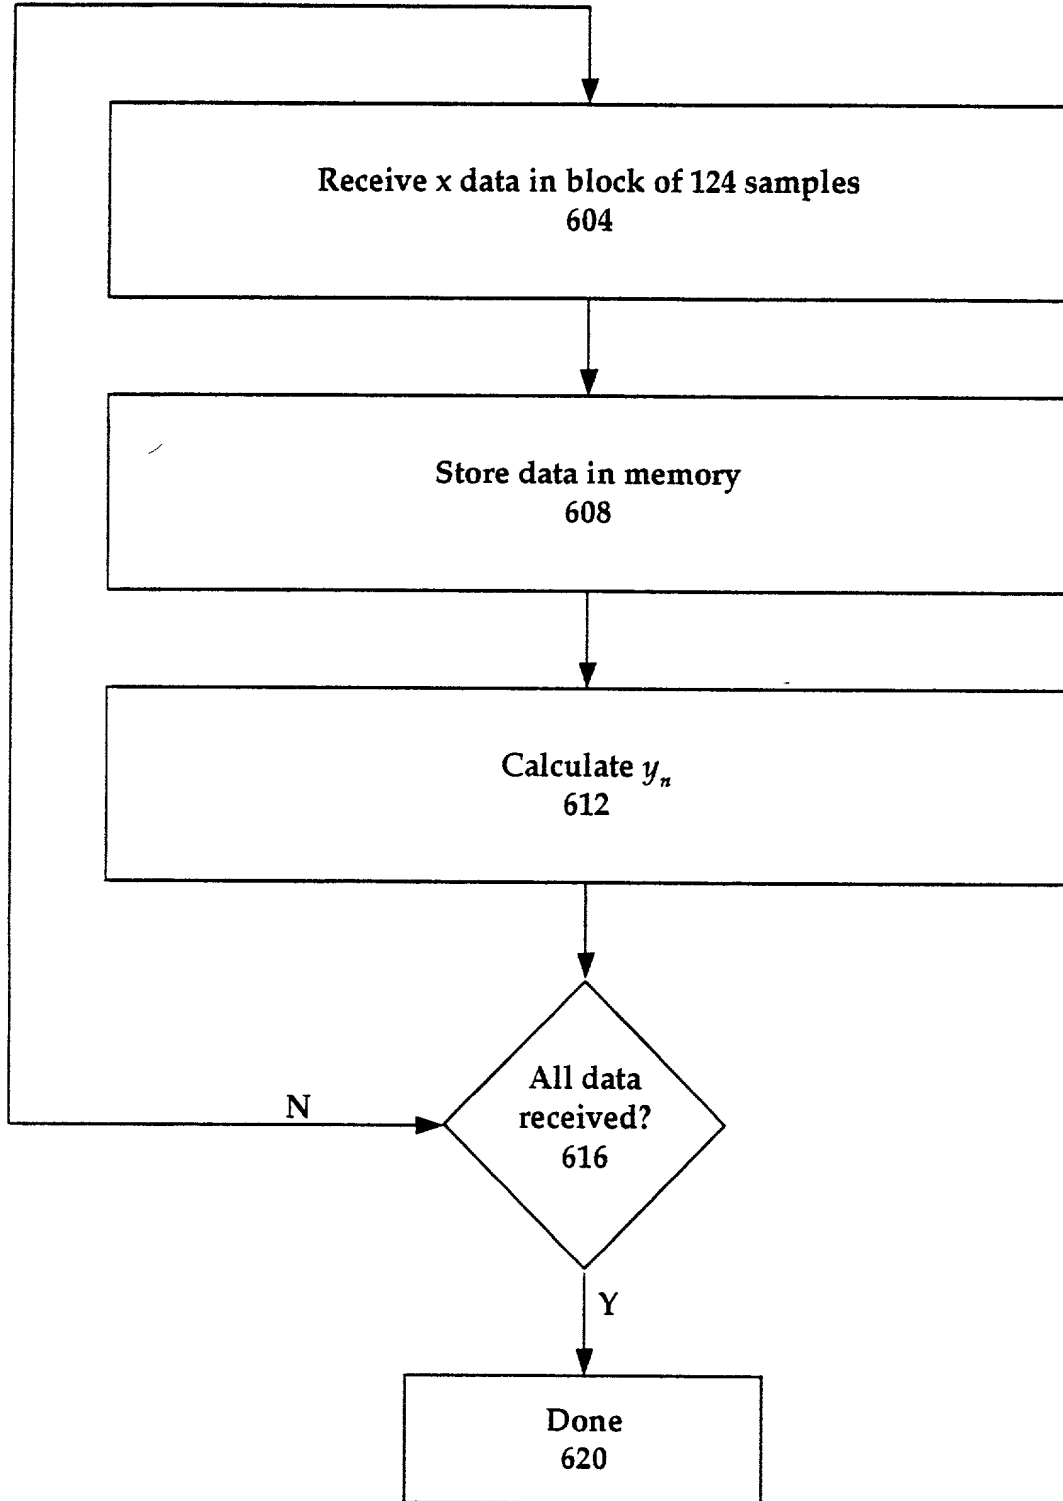 Receive x data in block of 124 samples
604
Store data in memory
608
Calculate yₙ
612
All data
received?
616
N
Y
Done
620